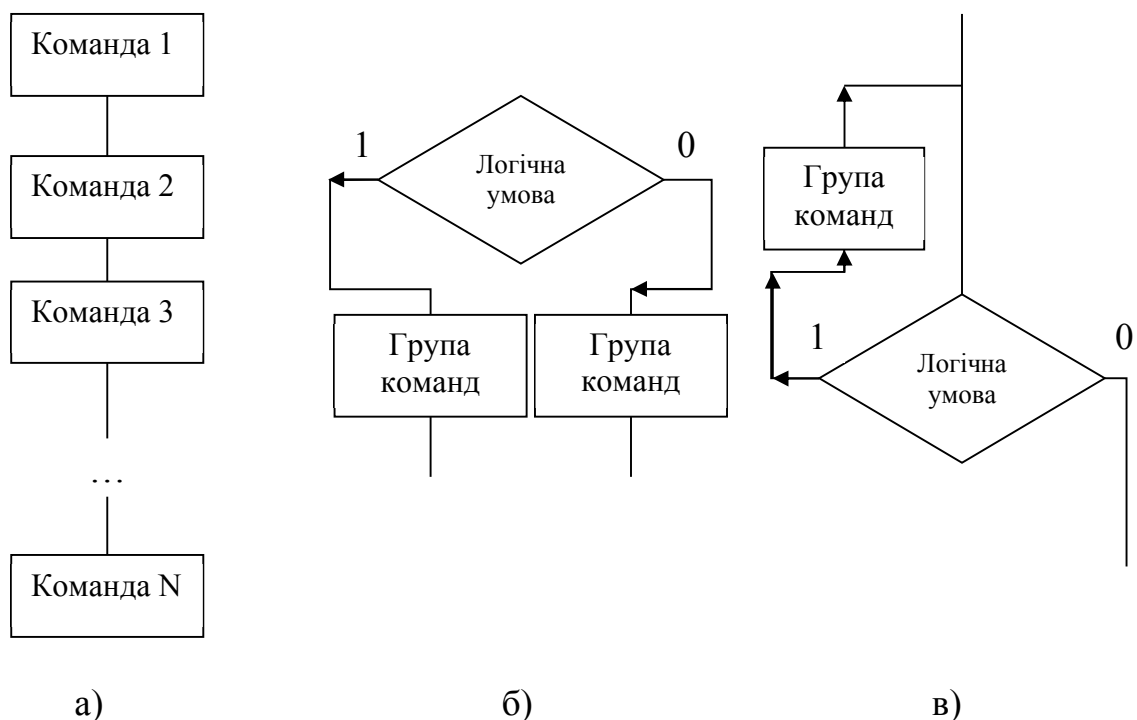 Команда 1
Команда 2
Команда 3
…
Команда N
а)
1
0
Логічна
умова
Група
команд
Група
команд
б)
Група
команд
1
0
Логічна
умова
в)